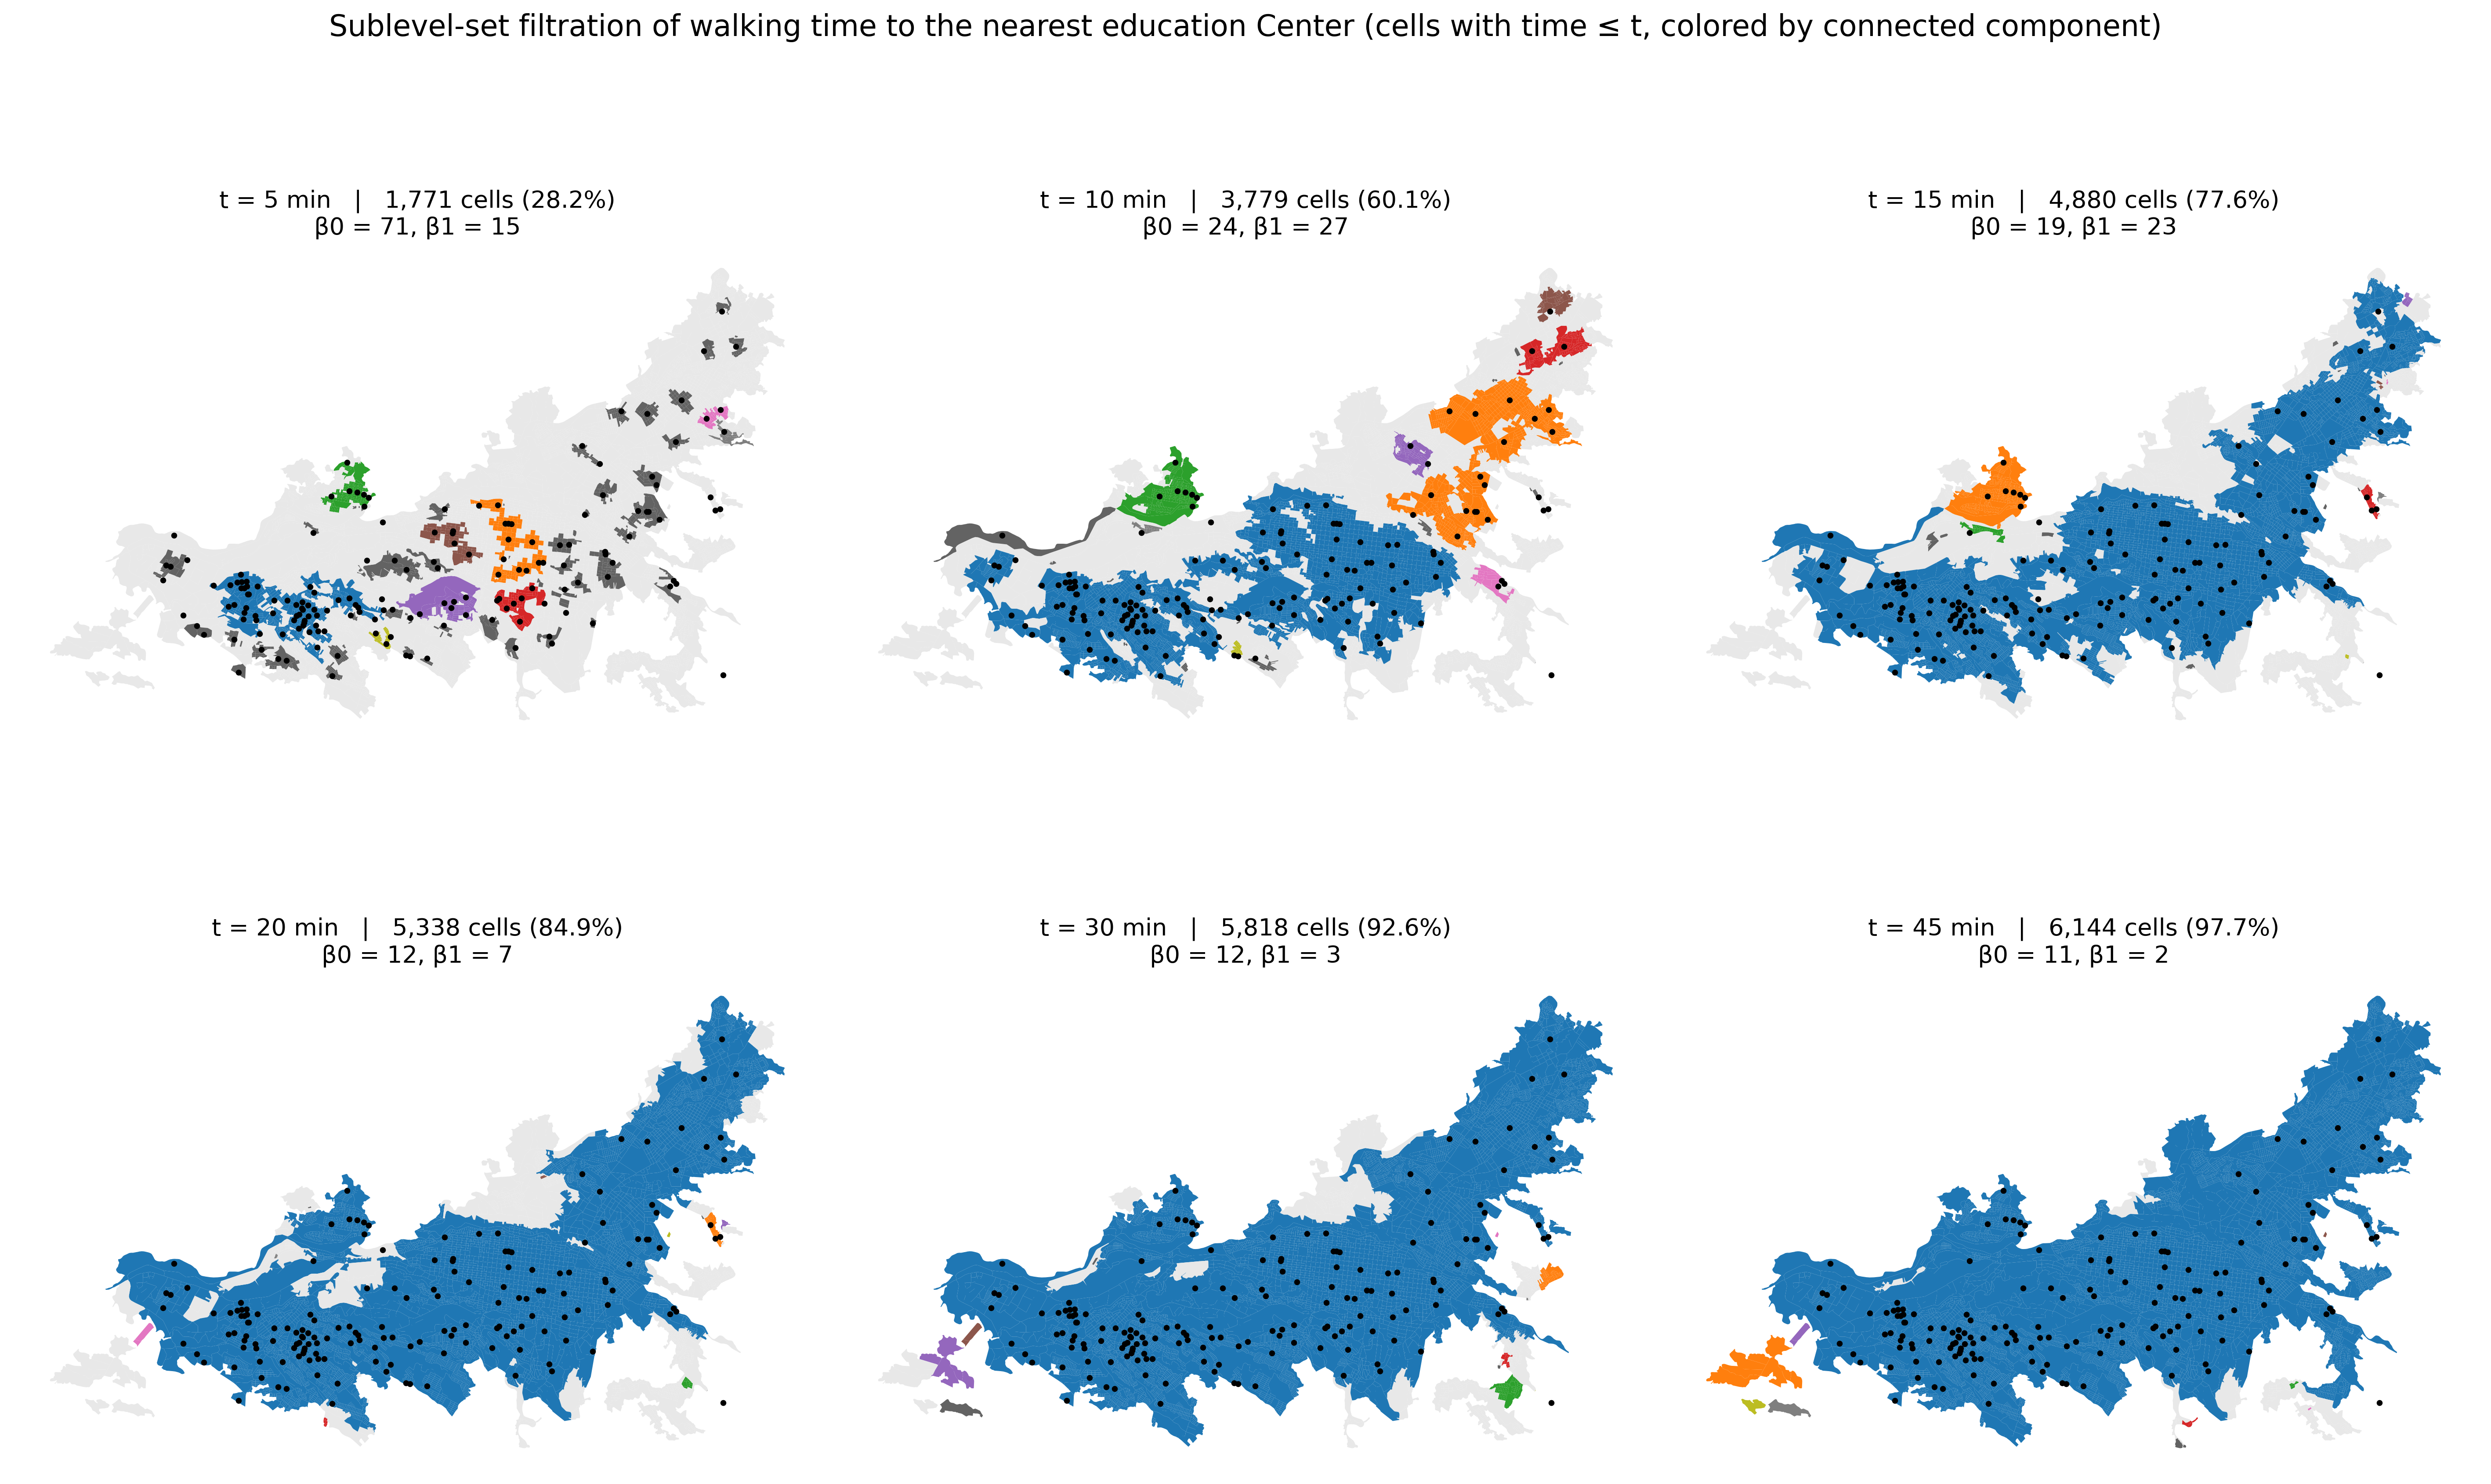 Sublevel-set filtration of walking time to the nearest education Center (cells with time ≤ t, colored by connected component)
t = 5 min | 1,771 cells (28.2%)
β0 = 71, β1 = 15
t = 10 min | 3,779 cells (60.1%)
β0 = 24, β1 = 27
t = 15 min | 4,880 cells (77.6%)
β0 = 19, β1 = 23
t = 20 min | 5,338 cells (84.9%)
β0 = 12, β1 = 7
t = 30 min | 5,818 cells (92.6%)
β0 = 12, β1 = 3
t = 45 min | 6,144 cells (97.7%)
β0 = 11, β1 = 2